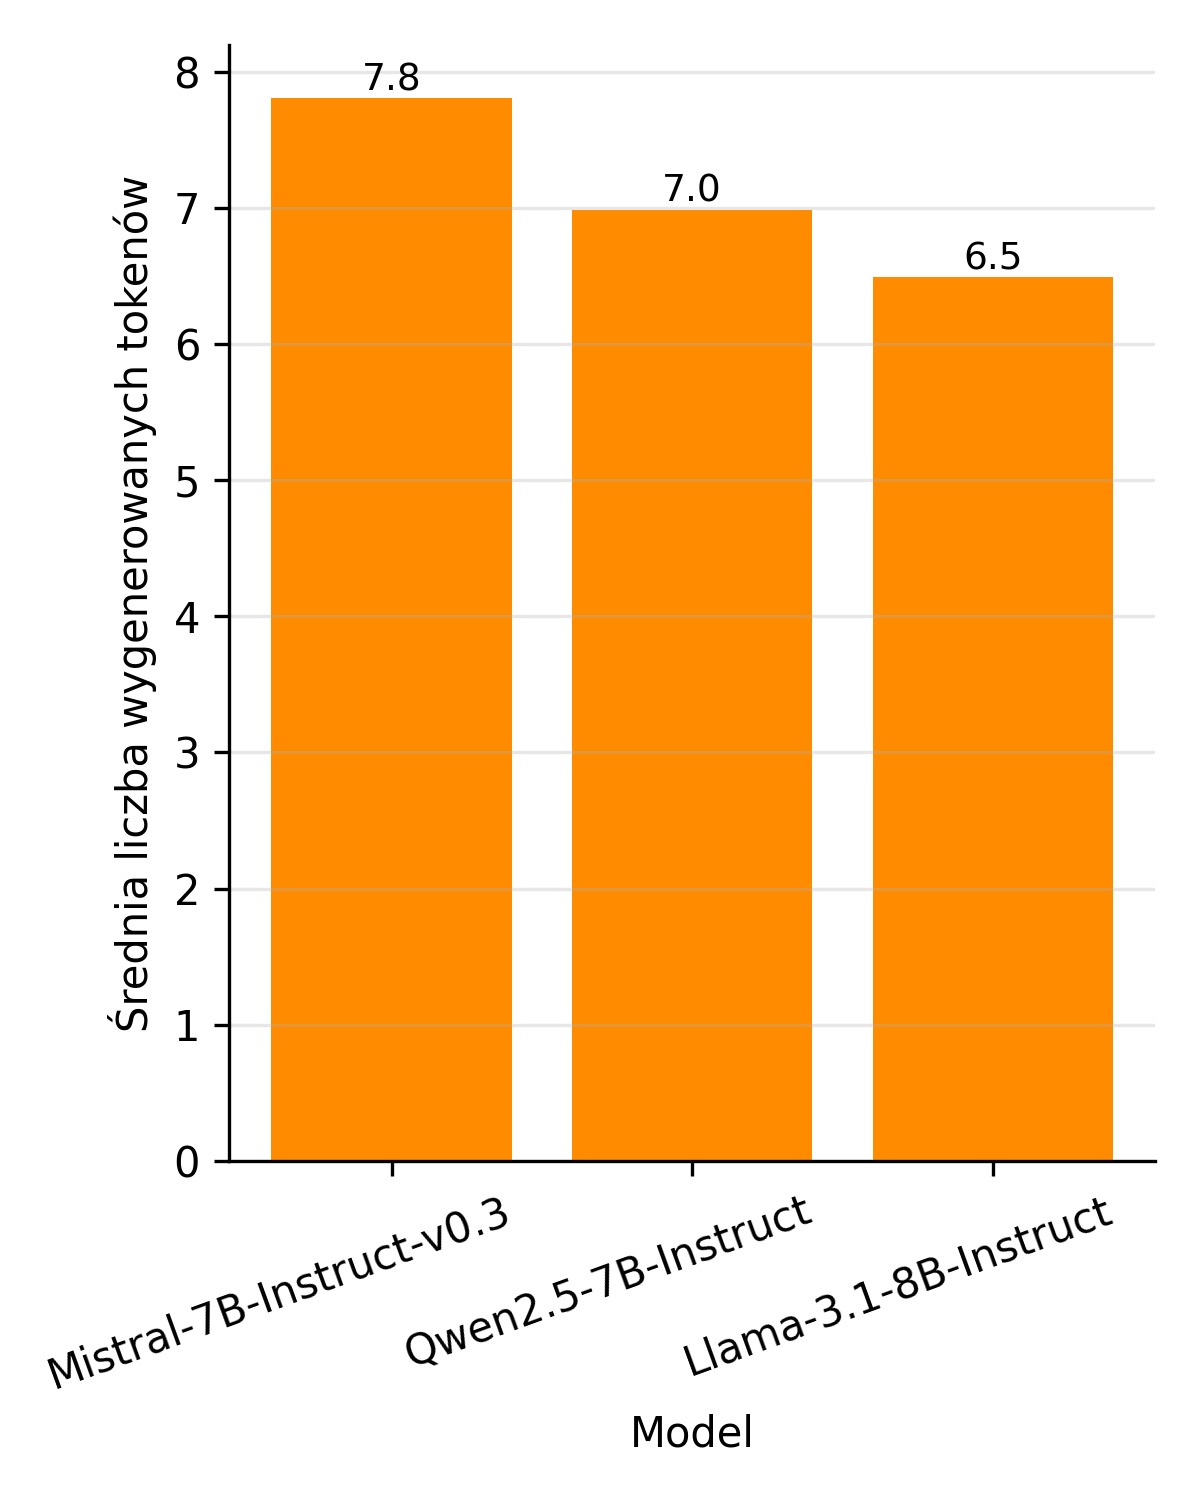 8
7
6
5
4
3
2
1
0
Średnia liczba wygenerowanych tokenów
7.8
7.0
6.5
Mistral-7B-Instruct-v0.3
Qwen2.5-7B-Instruct
Llama-3.1-8B-Instruct
Model